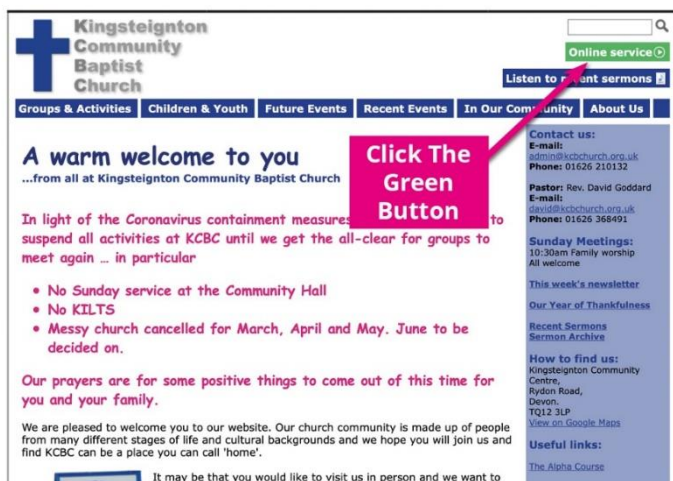 Kingsteignton
Community
Baptist
Church
Online service
Listen to recent sermons
Groups & Activities
Children & Youth
Future Events
Recent Events
In Our Community
About Us
Click The
Green
Button
A warm welcome to you
...from all at Kingsteignton Community Baptist Church
In light of the Coronavirus containment measures to
suspend all activities at KCBC until we get the all-clear for groups to
meet again … in particular
• No Sunday service at the Community Hall
• No KILTS
• Messy church cancelled for March, April and May. June to be
decided on.
Our prayers are for some positive things to come out of this time for
you and your family.
We are pleased to welcome you to our website. Our church community is made up of people
from many different stages of life and cultural backgrounds and we hope you will join us and
find KCBC can be a place you can call 'home'.
It may be that you would like to visit us in person and we want to
Contact us:
E-mail:
admin@kcbchurch.org.uk
Phone: 01626 210132
Pastor: Rev. David Goddard
E-mail:
david@kcbchurch.org.uk
Phone: 01626 368491
Sunday Meetings:
10:30am Family worship
All welcome
This week's newsletter
Our Year of Thankfulness
Recent Sermons
Sermon Archive
How to find us:
Kingsteignton Community
Centre,
Rydon Road,
Devon.
TQ12 3LP
View on Google Maps
Useful links:
The Alpha Course